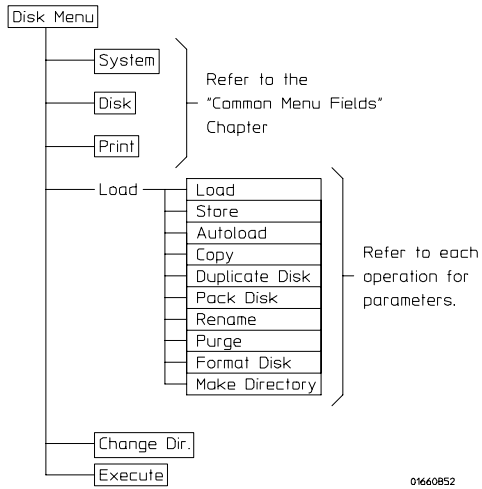 Disk Menu
System
Disk
Print
Refer to the
"Common Menu Fields"
Chapter
Load
Load
Store
Autoload
Copy
Duplicate Disk
Pack Disk
Rename
Purge
Format Disk
Make Directory
Refer to each
operation for
parameters.
Change Dir.
Execute
01660B52